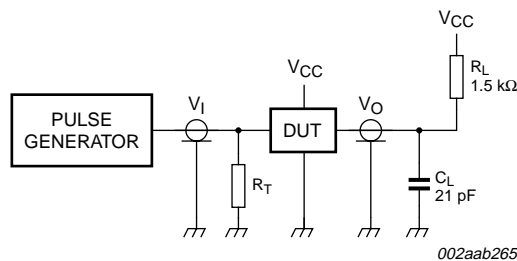 VCC
RL
1.5 kΩ
VCC
VI
VO
PULSE
GENERATOR
DUT
RT
CL
21 pF
002aab265